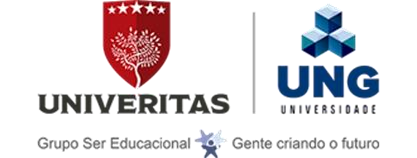 UNIVERITAS
UNG
UNIVERSIDADE
Grupo Ser Educacional Gente criando o futuro